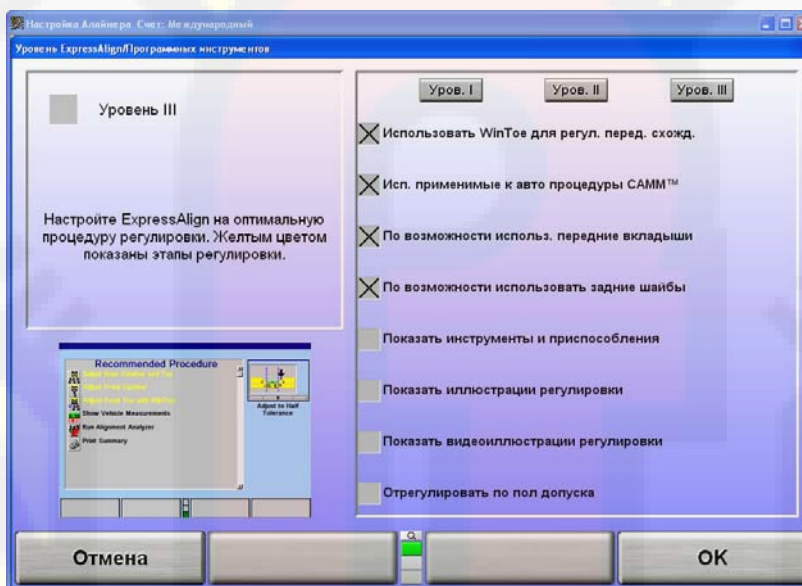 Настройка Алайнера Счет: Международный
Уровень ExpressAlign/Программных инструментов
Уровень III
Настройте ExpressAlign на оптимальную
процедуру регулировки. Желтым цветом
показаны этапы регулировки.
Recommended Procedure
Show Vehicle Measurements
Run Alignment Analyzer
Print Summary
Adjust to Half
Tolerance
Уров. I
Уров. II
Уров. III
Использовать WinToe для регул. перед. схожд.
Исп. применимые к авто процедуры CAMM™
По возможности использ. передние вкладыши
По возможности использовать задние шайбы
Показать инструменты и приспособления
Показать иллюстрации регулировки
Показать видеоиллюстрации регулировки
Отрегулировать по пол допуска
Отмена
OK